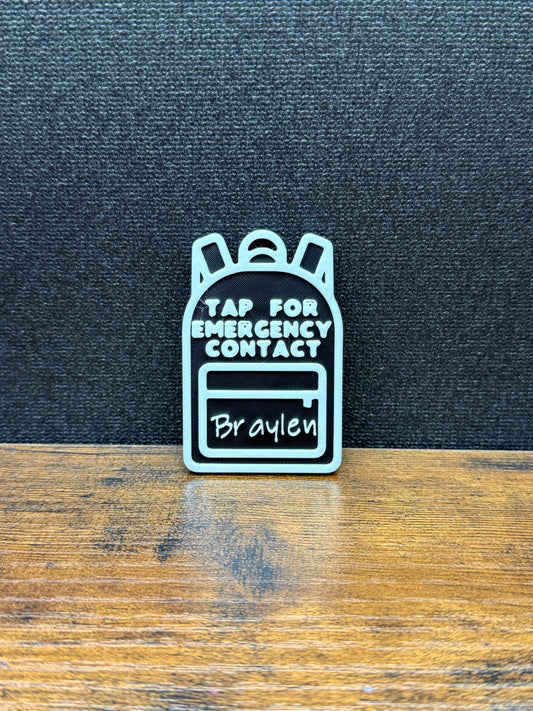 TAP FOR
EMERGENCY
CONTACT
Braylen